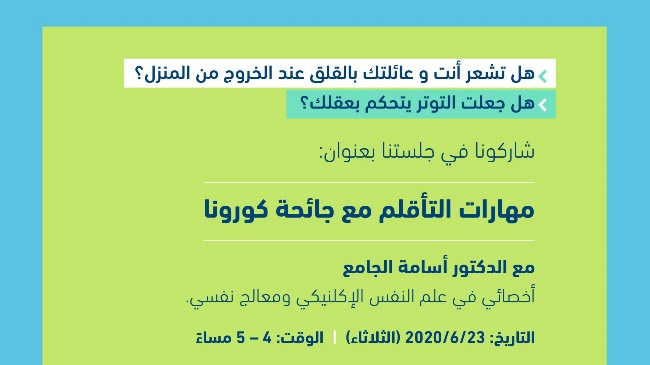 هل تشعر أنت و عائلتك بالقلق عند الخروج من المنزل؟
هل جعلت التوتر يتحكم بعقلك؟
شاركونا في جلستنا بعنوان:
مهارات التأقلم مع جائحة كورونا
مع الدكتور أسامة الجامع
أخصائي في علم النفس الإكلنيكي ومعالج نفسي.
التاريخ: 2020/6/23 (الثلاثاء) | الوقت: 4 – 5 مساءً